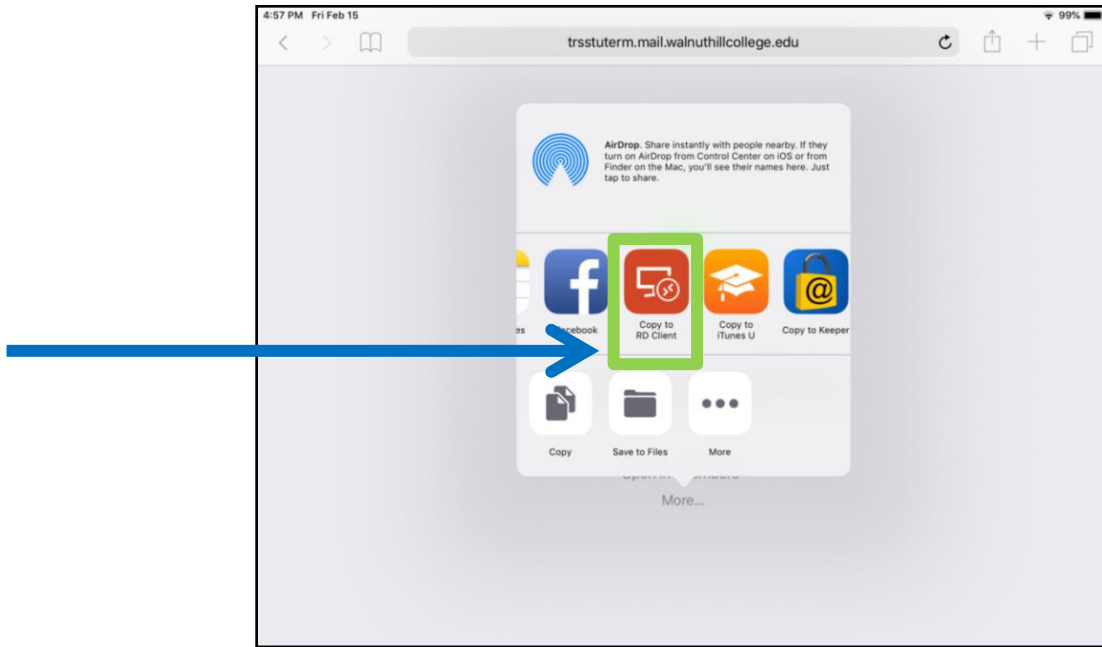 4:57 PM Fri Feb 15
99%
trsstuterm.mail.walnuthillcollege.edu
AirDrop. Share instantly with people nearby. If they
turn on AirDrop from Control Center on iOS or from
Finder on the Mac, you'll see their names here. Just
tap to share.
es
Facebook
Copy to
RD Client
Copy to
iTunes U
Copy to Keeper
Copy
Save to Files
More
More...